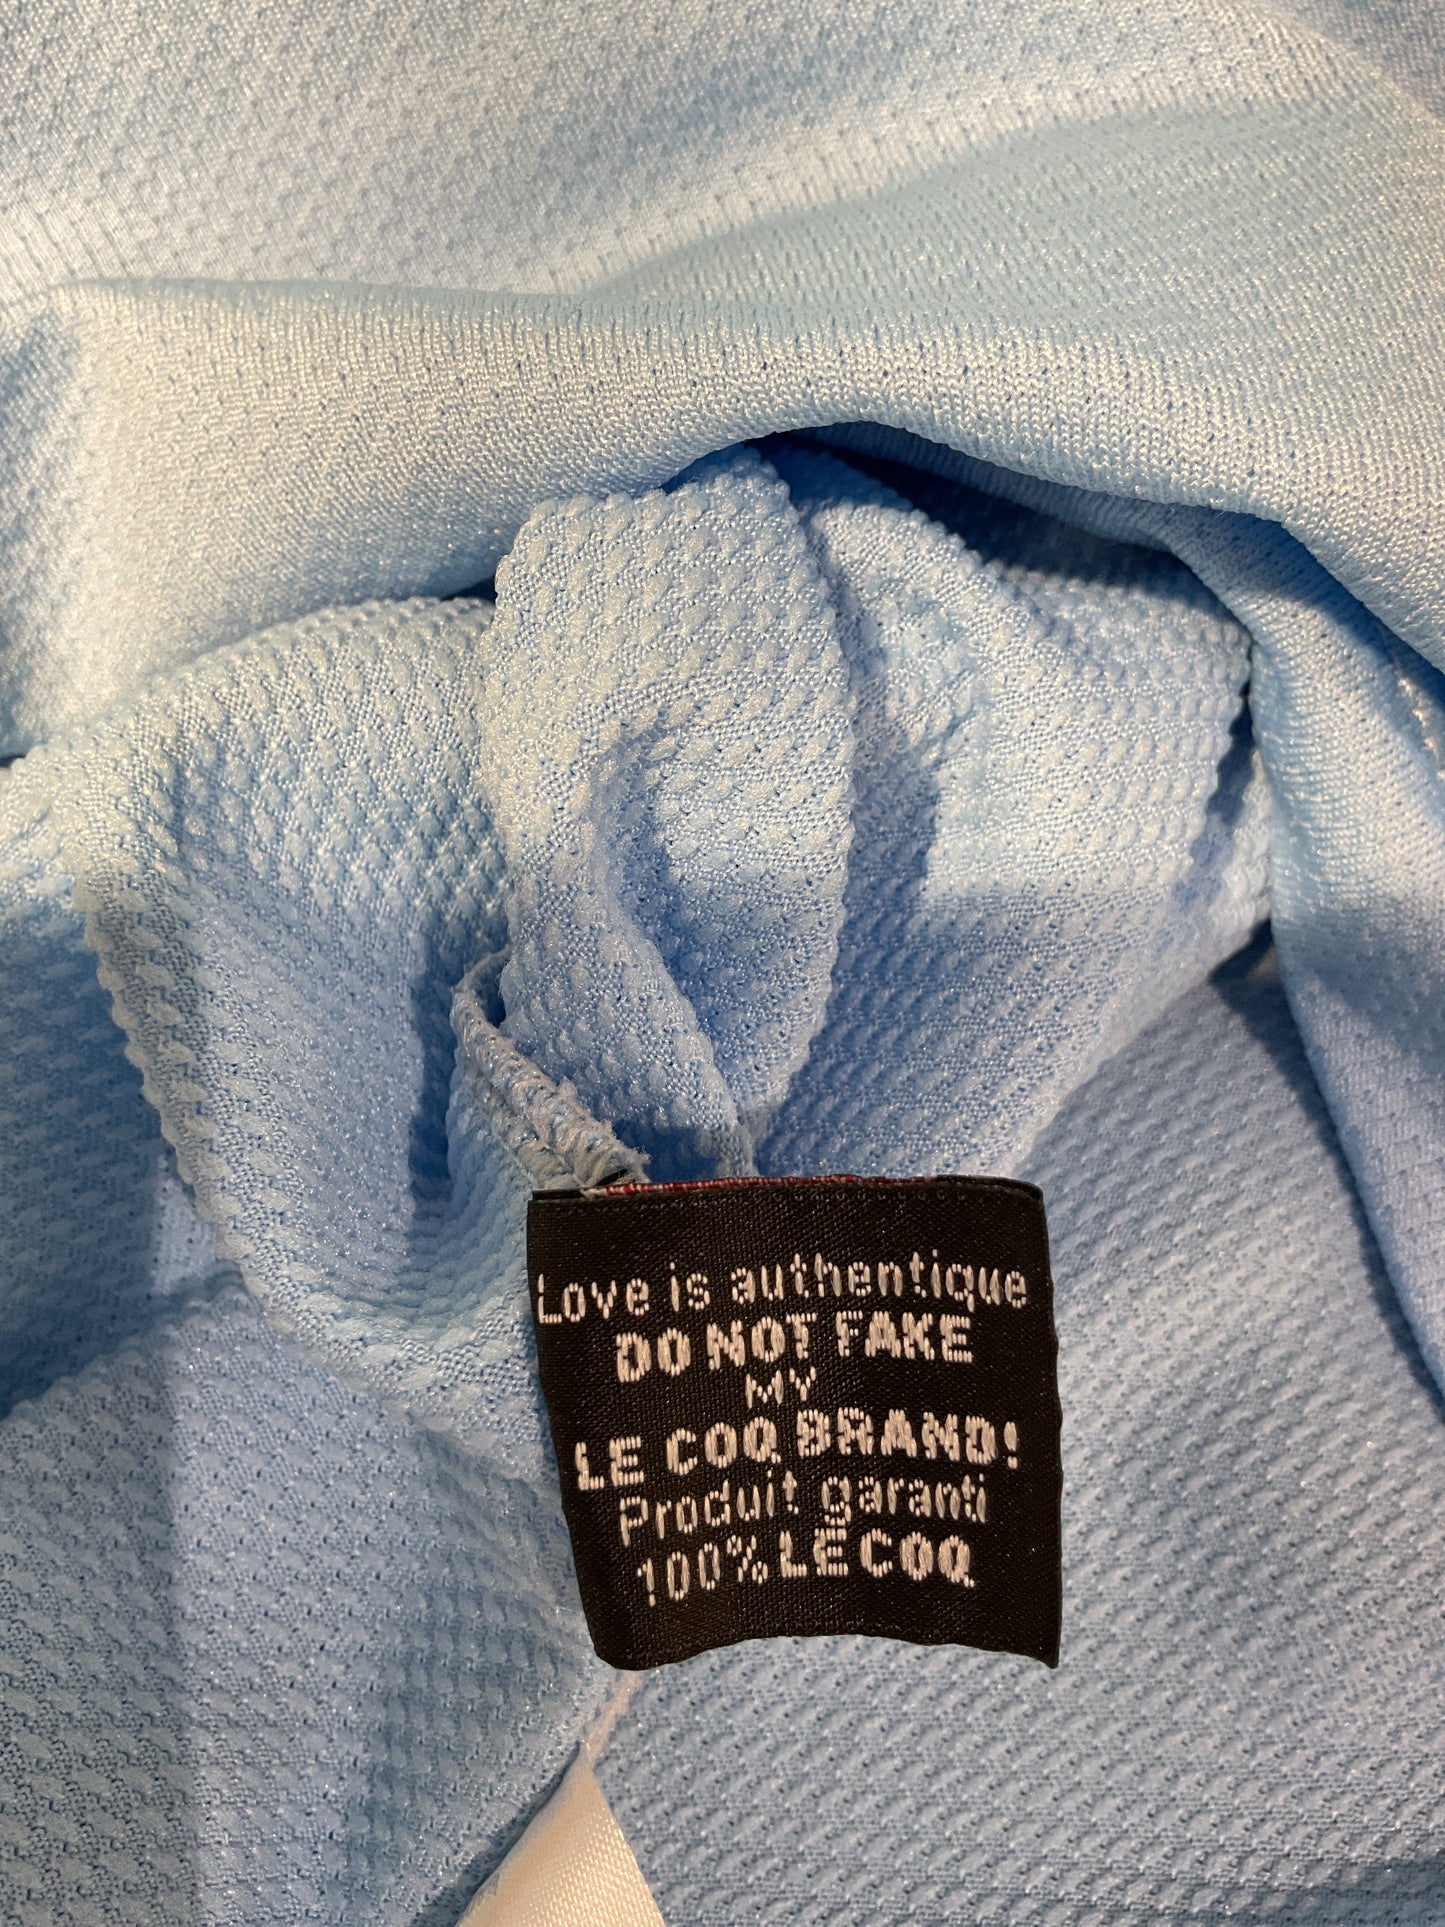 Love is authentique
DO NOT FAKE
MY
LE COQ BRAND!
Produit garanti
100% LE COQ